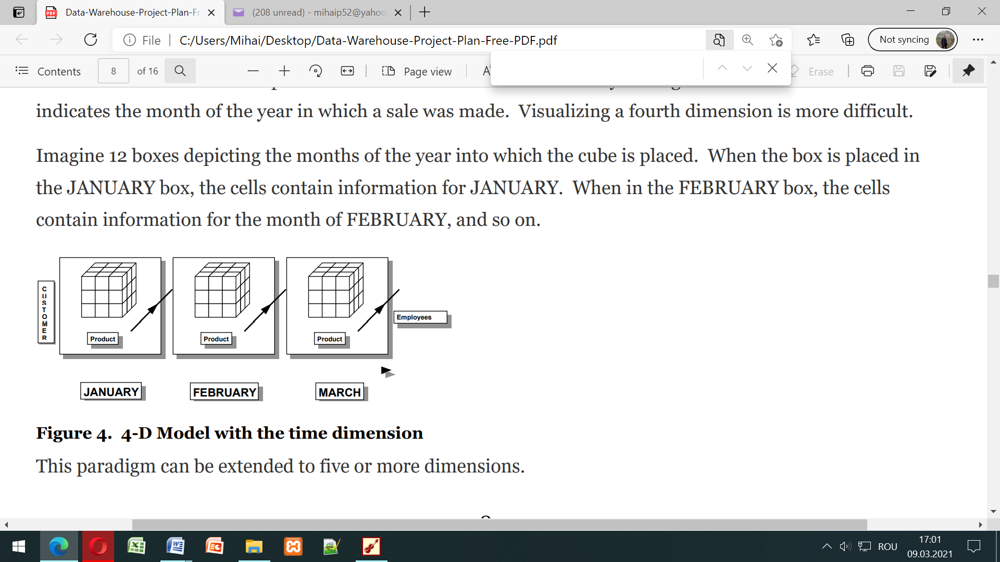 Data-Warehouse-Project-Plan-Fr
(208 unread) - mihaip52@yahoo
File
C:/Users/Mihai/Desktop/Data-Warehouse-Project-Plan-Free-PDF.pdf
Not syncing
Contents
8
of 16
Page view
Erase
indicates the month of the year in which a sale was made. Visualizing a fourth dimension is more difficult.
Imagine 12 boxes depicting the months of the year into which the cube is placed. When the box is placed in
the JANUARY box, the cells contain information for JANUARY. When in the FEBRUARY box, the cells
contain information for the month of FEBRUARY, and so on.
CUSTOMER
Product
Product
Product
Employees
JANUARY
FEBRUARY
MARCH
Figure 4. 4-D Model with the time dimension
This paradigm can be extended to five or more dimensions.
ROU
17:01
09.03.2021